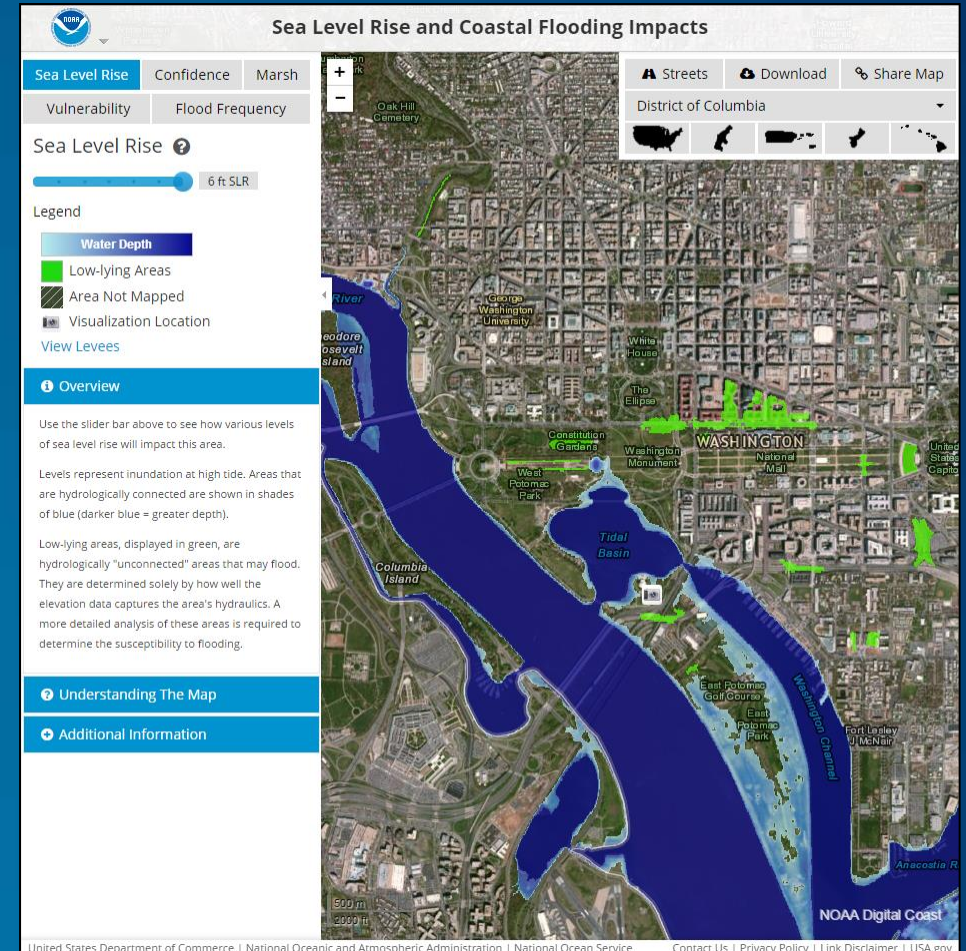 NOAA
Sea Level Rise and Coastal Flooding Impacts
Sea Level Rise
Confidence
Marsh
Vulnerability
Flood Frequency
Sea Level Rise ?
6 ft SLR
Legend
Water Depth
Low-lying Areas
Area Not Mapped
Visualization Location
View Levees
Overview
Use the slider bar above to see how various levels
of sea level rise will impact this area.
Levels represent inundation at high tide. Areas that
are hydrologically connected are shown in shades
of blue (darker blue = greater depth).
Low-lying areas, displayed in green, are
hydrologically "unconnected" areas that may flood.
They are determined solely by how well the
elevation data captures the area's hydraulics. A
more detailed analysis of these areas is required to
determine the susceptibility to flooding.
Understanding The Map
Additional Information
+
−
Streets
Download
Share Map
District of Columbia
Oak Hill
Cemetery
River
George
Washington
University
White
House
The
Ellipse
Constitution
Gardens
Washington
Monument
WASHINGTON
National
Mall
United
States
Capito
West
Potomac
Park
Tidal
Basin
Columbia
Island
East Potomac
Golf Course
East
Potomac
Park
Washington Channel
Fort Lesley
J McNair
Anacostia R
500 m
2000 ft
NOAA Digital Coast
United States Department of Commerce | National Oceanic and Atmospheric Administration | National Ocean Service
Contact Us | Privacy Policy | Link Disclaimer | USA.gov